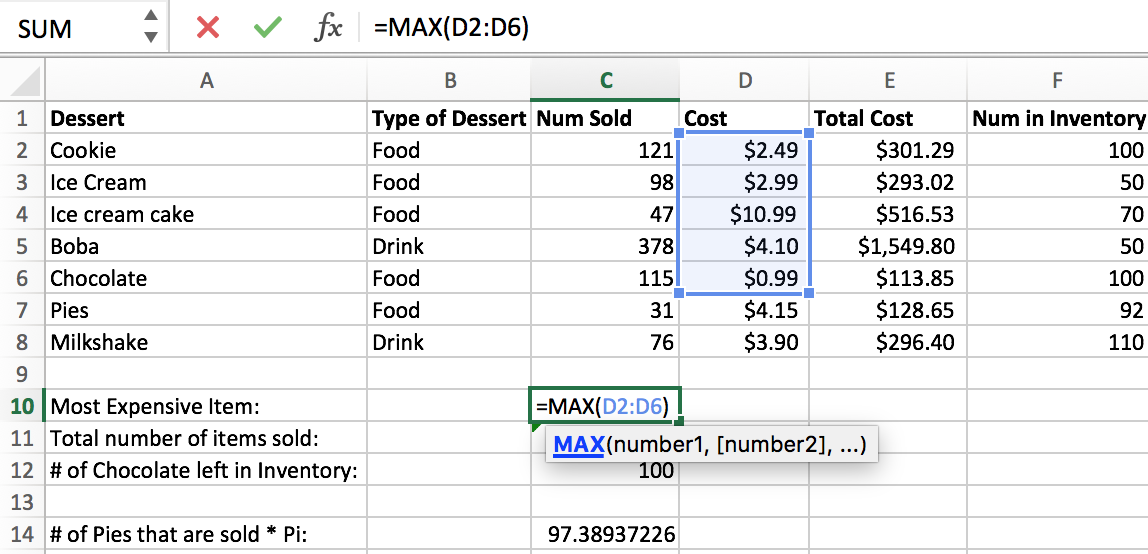 SUM fx =MAX(D2:D6)
A B C D E F
1 Dessert Type of Dessert Num Sold Cost Total Cost Num in Inventory
2 Cookie Food 121 $2.49 $301.29 100
3 Ice Cream Food 98 $2.99 $293.02 50
4 Ice cream cake Food 47 $10.99 $516.53 70
5 Boba Drink 378 $4.10 $1,549.80 50
6 Chocolate Food 115 $0.99 $113.85 100
7 Pies Food 31 $4.15 $128.65 92
8 Milkshake Drink 76 $3.90 $296.40 110
9
10 Most Expensive Item: =MAX(D2:D6)
11 Total number of items sold: MAX(number1, [number2], ...)
12 # of Chocolate left in Inventory: 100
13
14 # of Pies that are sold * Pi: 97.38937226